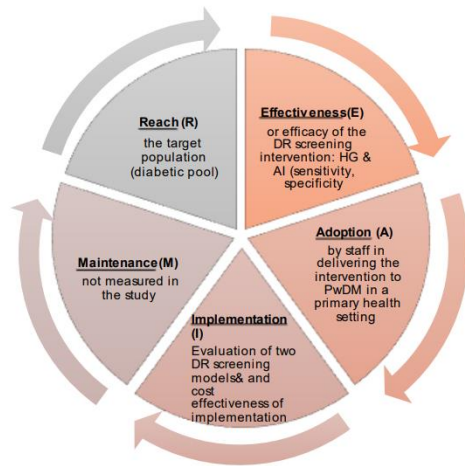 Reach (R)
the target
population
(diabetic pool)
Effectiveness(E)
or efficacy of the
DR screening
intervention: HG &
AI (sensitivity,
specificity
Adoption (A)
by staff in
delivering the
intervention to
PwDM in a
primary health
setting
Implementation
(I)
Evaluation of two
DR screening
models& and
cost
effectiveness of
implementation
Maintenance(M)
not measured in
the study